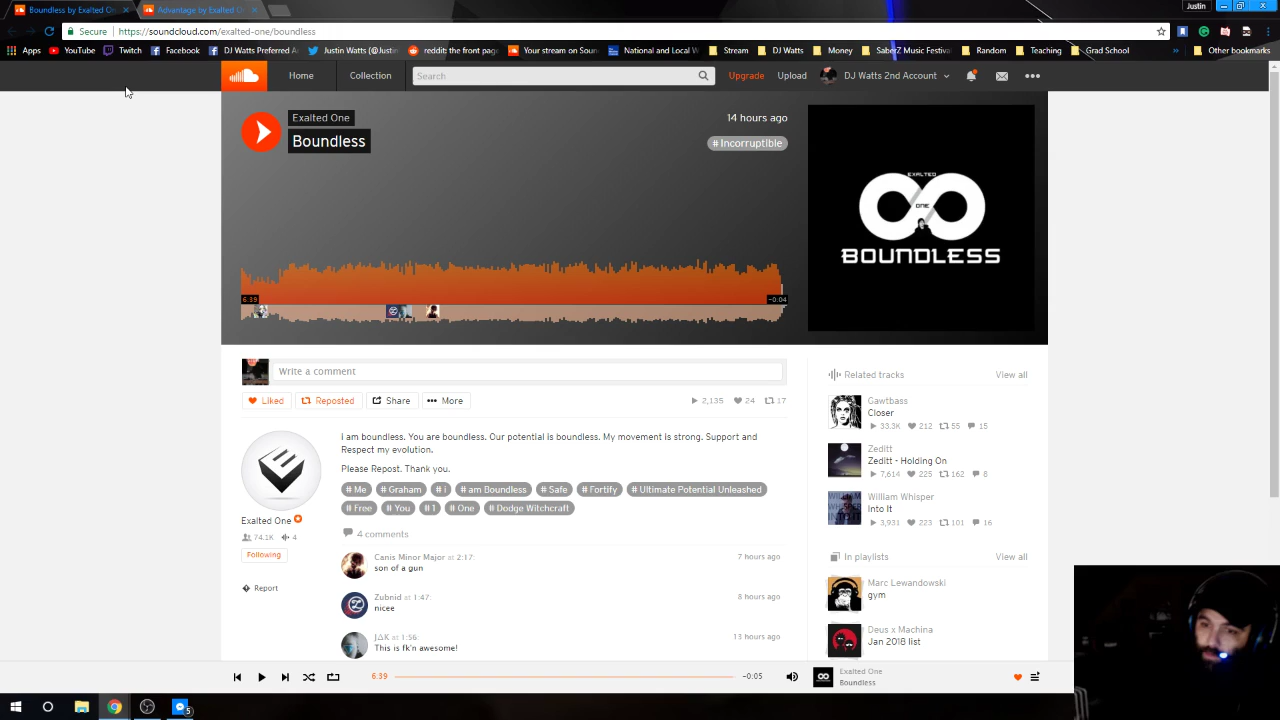 Boundless by Exalted O
Advantage by Exalted O
Justin
Secure
https://soundcloud.com/exalted-one/boundless
Apps
YouTube
Twitch
Facebook
DJ Watts Preferred A
Justin Watts (@Justin
reddit: the front page
Your stream on Soun
National and Local W
Stream
DJ Watts
Money
SaberZ Music Festival
Random
Teaching
Grad School
Other bookmarks
Home
Collection
Search
Upgrade
Upload
DJ Watts 2nd Account
Exalted One
14 hours ago
Boundless
# Incorruptible
EXALTED
ONE
BOUNDLESS
6:39
-0:04
Write a comment
Liked
Reposted
Share
More
2,135
24
17
I am boundless. You are boundless. Our potential is boundless. My movement is strong. Support and
Respect my evolution.
Please Repost. Thank you.
# Me
# Graham
# i
# am Boundless
# Safe
# Fortify
# Ultimate Potential Unleashed
# Free
# You
# 1
# One
# Dodge Witchcraft
Exalted One
74.1K
4
Following
Report
4 comments
Canis Minor Major at 2:17:
7 hours ago
son of a gun
Zubnid at 1:47:
8 hours ago
nicee
JΔK at 1:56:
13 hours ago
This is fk'n awesome!
Related tracks
View all
Gawtbass
Closer
33.3K
212
55
15
Zeditt
Zeditt - Holding On
7,614
225
162
8
William Whisper
Into It
3,931
223
101
16
In playlists
View all
Marc Lewandowski
gym
Deus x Machina
Jan 2018 list
6:39
-0:05
Exalted One
Boundless
5